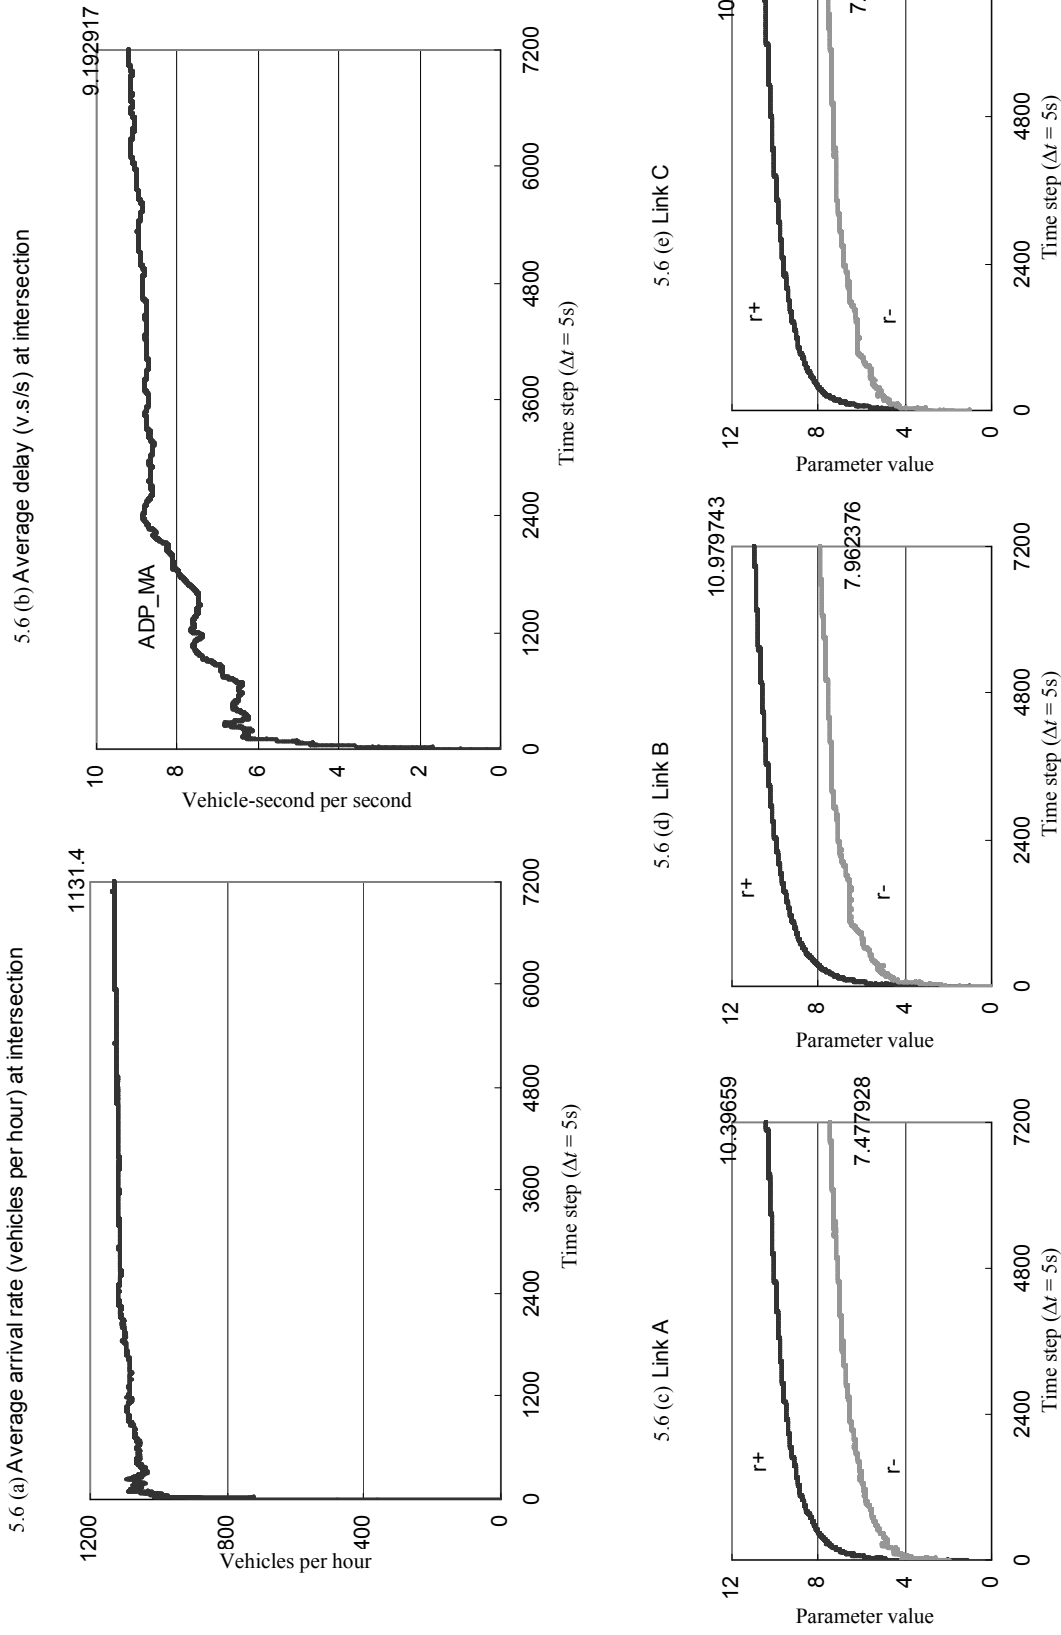 5.6 (a) Average arrival rate (vehicles per hour) at intersection
1131.4
1200
800
400
0
Vehicles per hour
0
1200
2400
3600
4800
6000
7200
Time step (Δt = 5s)
5.6 (b) Average delay (v.s/s) at intersection
9.192917
ADP_MA
10
8
6
4
2
0
Vehicle-second per second
0
1200
2400
3600
4800
6000
7200
Time step (Δt = 5s)
5.6 (c) Link A
10.39659
7.477928
r+
r-
12
8
4
0
Parameter value
0
2400
4800
7200
Time step (Δt = 5s)
5.6 (d) Link B
10.979743
7.962376
r+
r-
12
8
4
0
Parameter value
0
2400
4800
7200
Time step (Δt = 5s)
5.6 (e) Link C
10
7.
r+
r-
12
8
4
0
Parameter value
0
2400
4800
Time step (Δt = 5s)